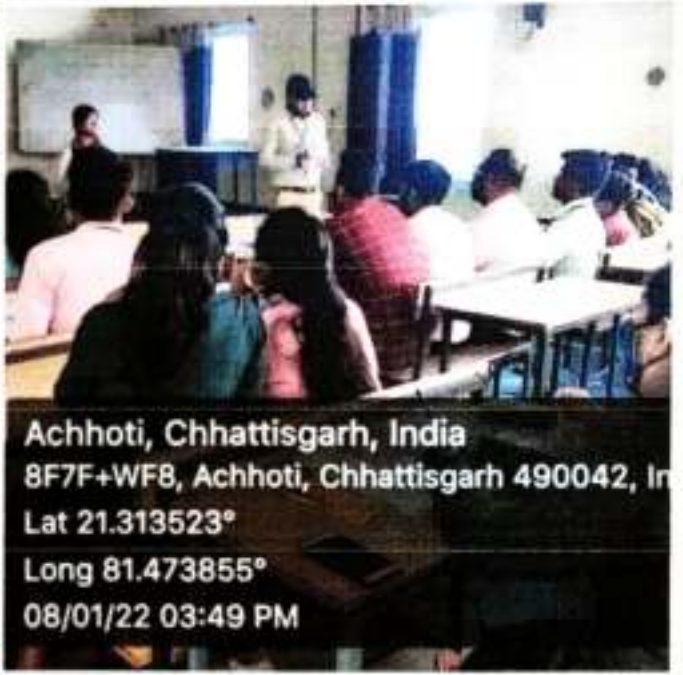 Achhoti, Chhattisgarh, India
8F7F+WF8, Achhoti, Chhattisgarh 490042, In
Lat 21.313523°
Long 81.473855°
08/01/22 03:49 PM